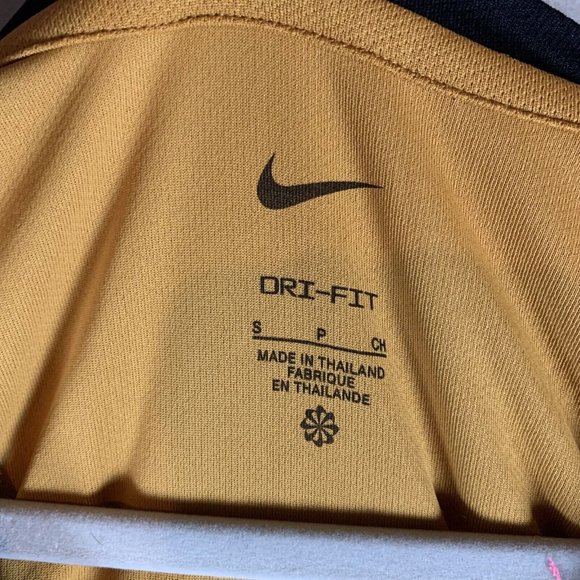 DRI-FIT
S P CH
MADE IN THAILAND
FABRIQUE
EN THAILANDE